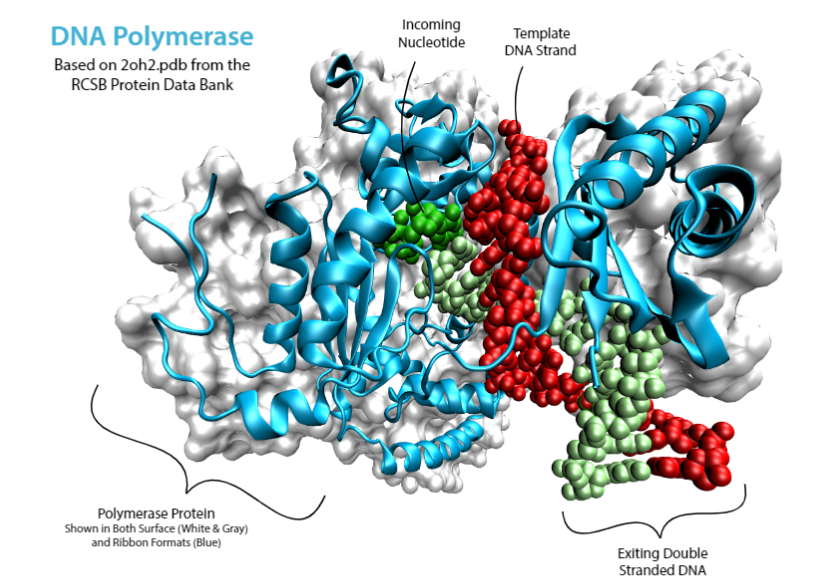 DNA Polymerase
Based on 2oh2.pdb from the
RCSB Protein Data Bank
Incoming
Nucleotide
Template
DNA Strand
Polymerase Protein
Shown in Both Surface (White & Gray)
and Ribbon Formats (Blue)
Exiting Double
Stranded DNA